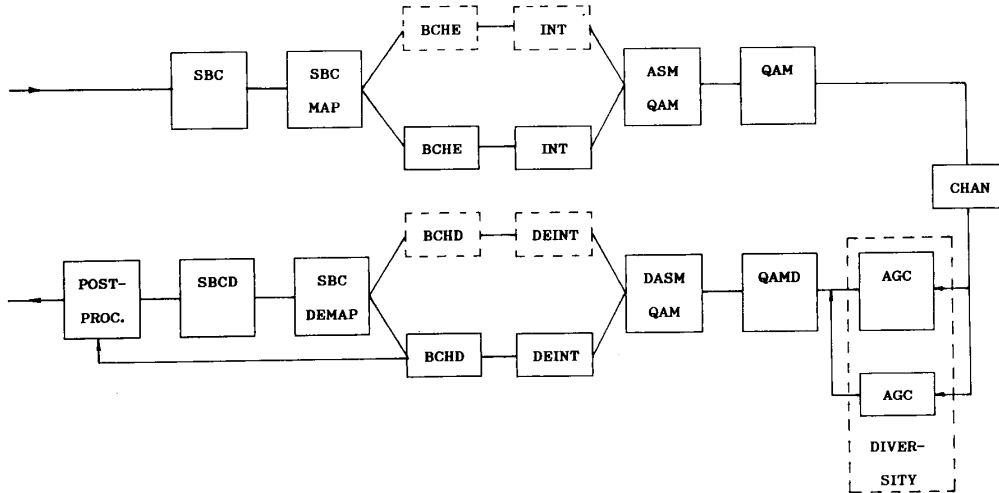 BCHE
INT
SBC
SBC
MAP
ASM
QAM
QAM
BCHE
INT
CHAN
BCHD
DEINT
POST-
PROC.
SBCD
SBC
DEMAP
DASM
QAM
QAMD
AGC
BCHD
DEINT
AGC
DIVER-
SITY